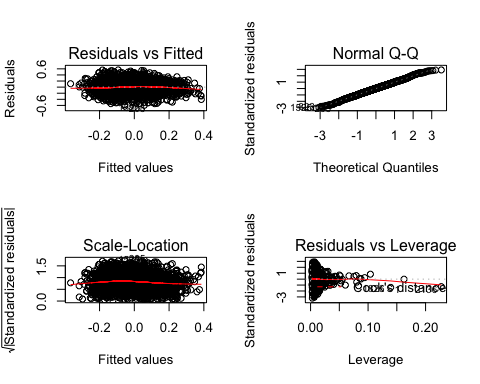 Residuals vs Fitted
Residuals
-0.6
0.6
-0.2 0.0 0.2 0.4
Fitted values
Normal Q-Q
Standardized residuals
-3
1
-3 -1 1 2 3
Theoretical Quantiles
Scale-Location
√|Standardized residuals|
0.0
1.5
-0.2 0.0 0.2 0.4
Fitted values
Residuals vs Leverage
Standardized residuals
-3
1
Cook's distance
0.00 0.10 0.20
Leverage